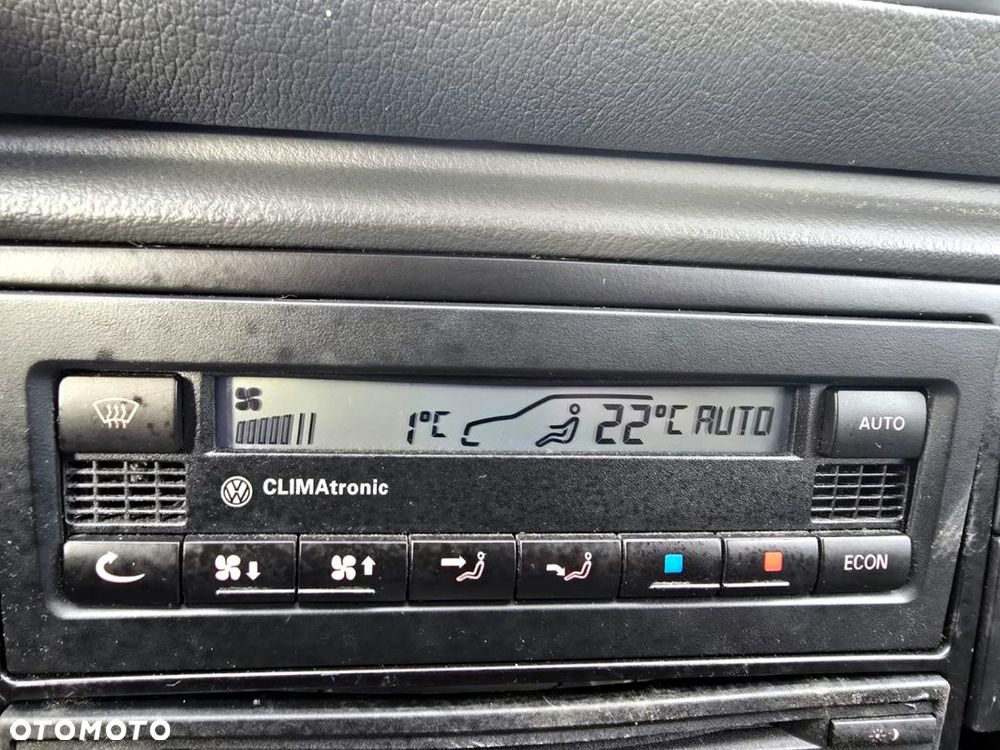 1°C 22°C AUTO
AUTO
CLIMAtronic
ECON
OTOMOTO